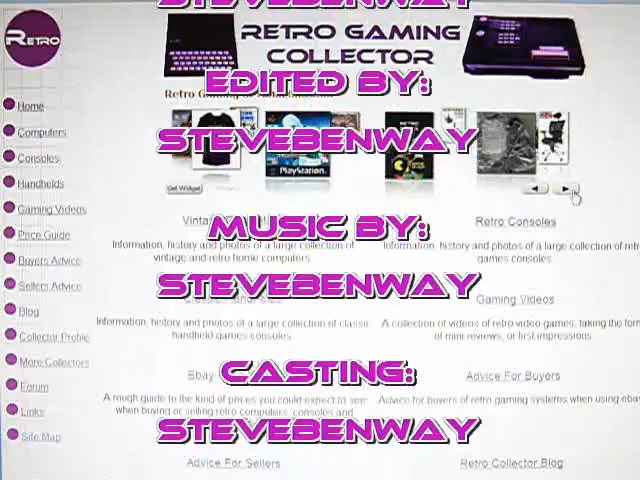 STEVEBENWAY
RETRO
RETRO GAMING
COLLECTOR
EDITED BY:
Retro Gaming
STEVEBENWAY
PlayStation
Get Widget
MUSIC BY:
STEVEBENWAY
CASTING:
STEVEBENWAY
Home
Computers
Consoles
Handhelds
Gaming Videos
Price Guide
Buyers Advice
Sellers Advice
Blog
Collector Profile
More Collectors
Forum
Links
Site Map
Information, history and photos of a large collection of
vintage and retro home computers
Retro Consoles
Information, history and photos of a large collection of retr
games consoles
Information, history and photos of a large collection of classic
handheld games consoles
Gaming Videos
A collection of videos of retro video games, taking the form
of mini reviews, or first impressions
Ebay
A rough guide to the kind of prices you could expect to see
when buying or selling retro computers, consoles and
Advice For Buyers
Advice for buyers of retro gaming systems when using ebay
Advice For Sellers
Retro Collector Blog